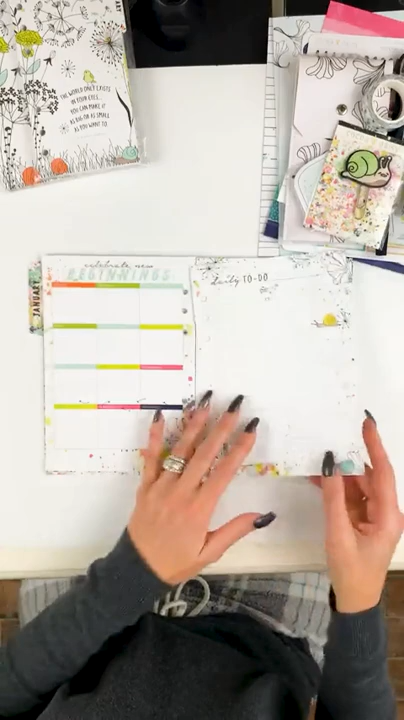 THE WORLD ONLY EXISTS
IN YOUR EYES.
YOU CAN MAKE IT
AS BIG OR AS SMALL
AS YOU WANT TO.
celebrate new
BEGINNINGS
JANUARY
daily TO-DO